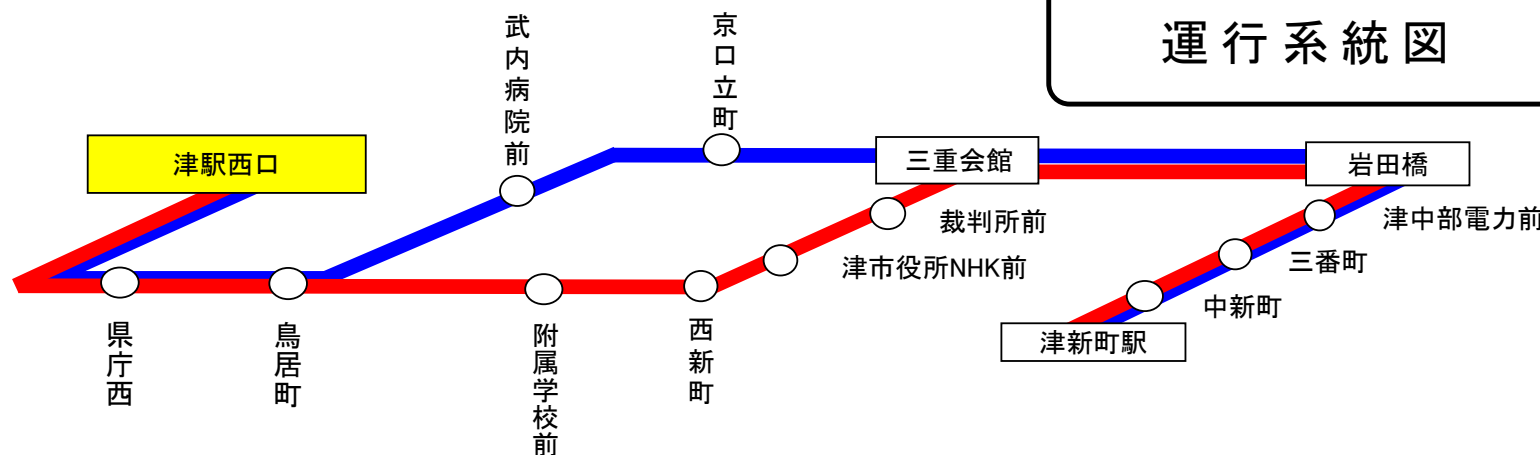 運行系統図
武内病院前
京口立町
津駅西口
三重会館
岩田橋
裁判所前
津中部電力前
津市役所NHK前
三番町
中新町
津新町駅
県庁西
鳥居町
附属学校前
西新町